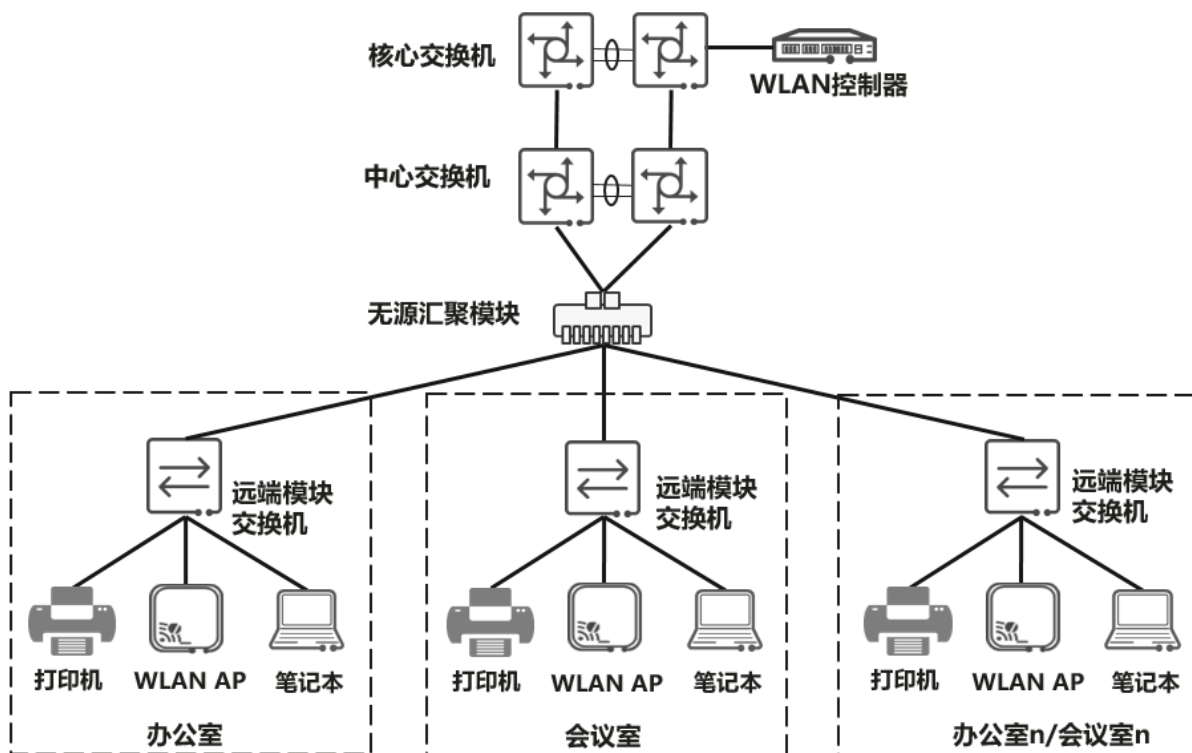 核心交换机
WLAN控制器
中心交换机
无源汇聚模块
远端模块
交换机
远端模块
交换机
远端模块
交换机
打印机
WLAN AP
笔记本
打印机
WLAN AP
笔记本
打印机
WLAN AP
笔记本
办公室
会议室
办公室n/会议室n